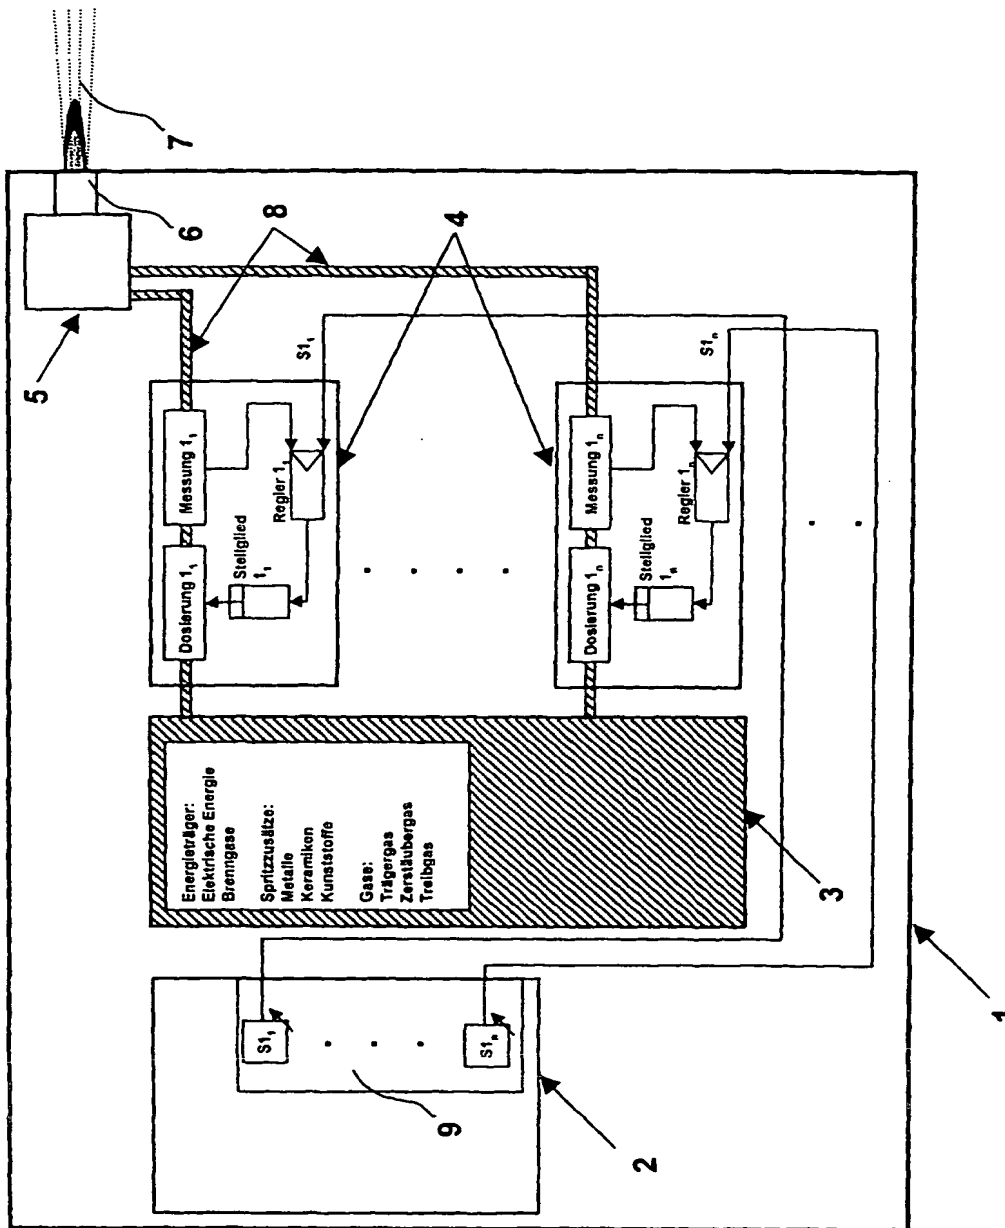 9
S1₁
S1ₙ
2
Energieträger:
Elektrische Energie
Brenngase
Spritzzusätze:
Metalle
Keramiken
Kunststoffe
Gase:
Trägergas
Zerstäubergas
Treibgas
3
1
Dosierung 1₁
Stellglied
1₁
Messung 1₁
Regler 1₁
S1₁
Dosierung 1ₙ
Stellglied
1ₙ
Messung 1ₙ
Regler 1ₙ
S1ₙ
4
8
5
6
7